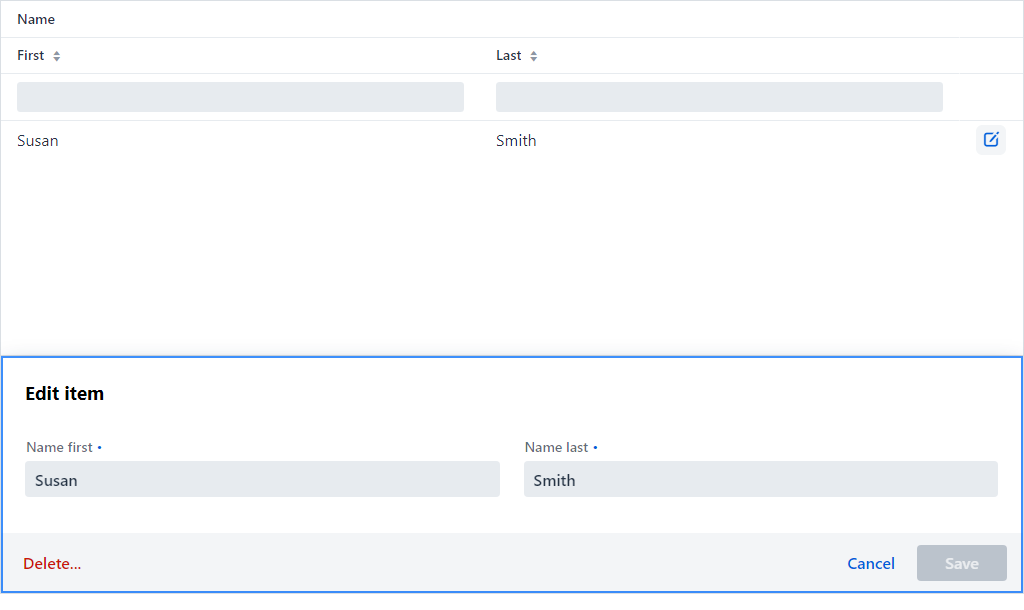 Name
First Last
Susan Smith
Edit item
Name first • Name last •
Susan Smith
Delete... Cancel Save